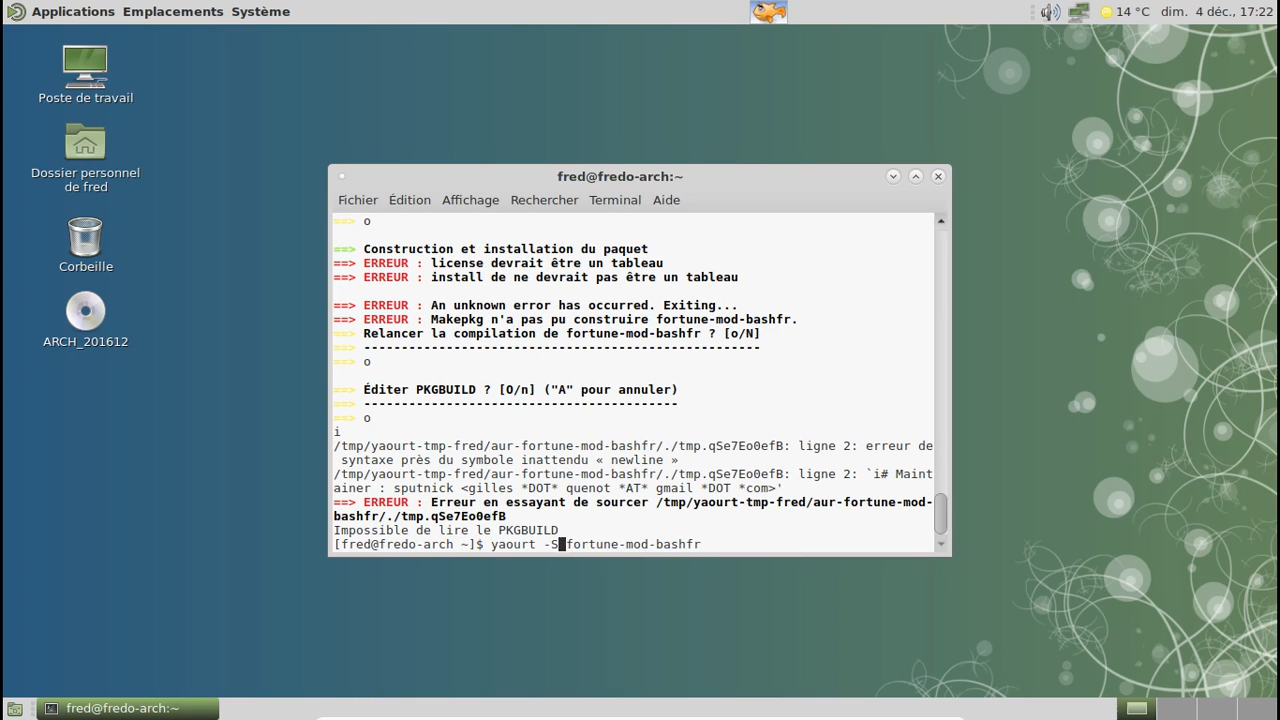 Applications Emplacements Système
14 °C dim. 4 déc., 17:22
Poste de travail
Dossier personnel
de fred
Corbeille
ARCH_201612
fred@fredo-arch:~
Fichier Édition Affichage Rechercher Terminal Aide
==> o
==> Construction et installation du paquet
==> ERREUR : license devrait être un tableau
==> ERREUR : install de ne devrait pas être un tableau
==> ERREUR : An unknown error has occurred. Exiting...
==> ERREUR : Makepkg n'a pas pu construire fortune-mod-bashfr.
==> Relancer la compilation de fortune-mod-bashfr ? [o/N]
==> -----------------------------------------------------
==> o
==> Éditer PKGBUILD ? [O/n] ("A" pour annuler)
==> ------------------------------------------
==> o
i
/tmp/yaourt-tmp-fred/aur-fortune-mod-bashfr/./tmp.qSe7Eo0efB: ligne 2: erreur de
syntaxe près du symbole inattendu « newline »
/tmp/yaourt-tmp-fred/aur-fortune-mod-bashfr/./tmp.qSe7Eo0efB: ligne 2: `i# Maint
ainer : sputnick <gilles *DOT* quenot *AT* gmail *DOT *com>'
==> ERREUR : Erreur en essayant de sourcer /tmp/yaourt-tmp-fred/aur-fortune-mod-
bashfr/./tmp.qSe7Eo0efB
Impossible de lire le PKGBUILD
[fred@fredo-arch ~]$ yaourt -S fortune-mod-bashfr
fred@fredo-arch:~